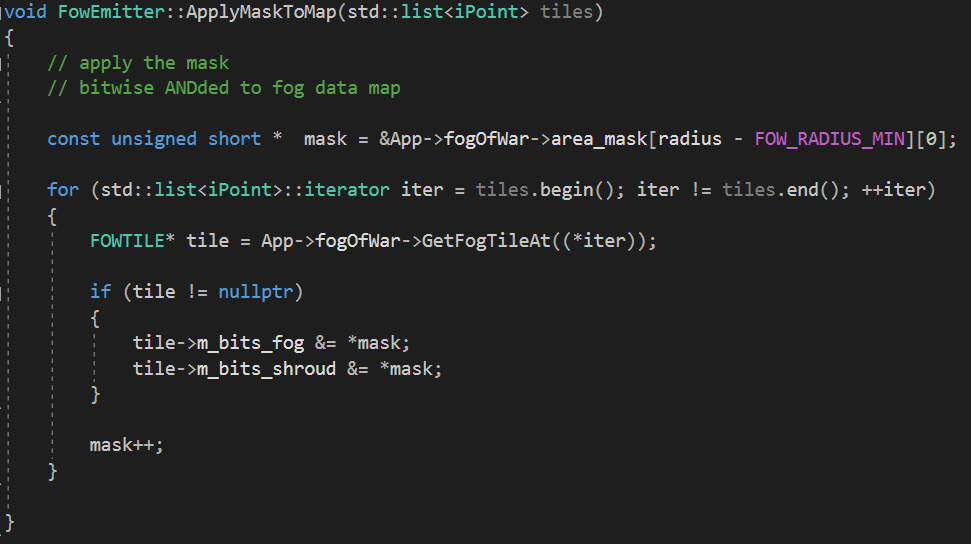 void FowEmitter::ApplyMaskToMap(std::list<iPoint> tiles)
{
// apply the mask
// bitwise ANDded to fog data map
const unsigned short *  mask = &App->fogOfWar->area_mask[radius - FOW_RADIUS_MIN][0];
for (std::list<iPoint>::iterator iter = tiles.begin(); iter != tiles.end(); ++iter)
{
FOWTILE* tile = App->fogOfWar->GetFogTileAt((*iter));
if (tile != nullptr)
{
tile->m_bits_fog &= *mask;
tile->m_bits_shroud &= *mask;
}
mask++;
}
}